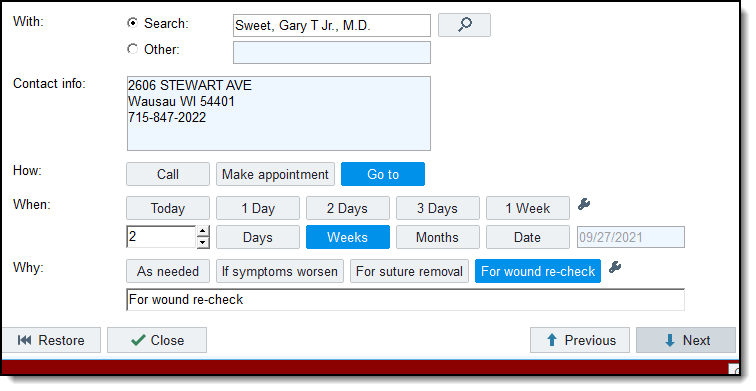 With: Search: Sweet, Gary T Jr., M.D.
Other:
Contact info: 2606 STEWART AVE
Wausau WI 54401
715-847-2022
How: Call Make appointment Go to
When: Today 1 Day 2 Days 3 Days 1 Week
2 Days Weeks Months Date 09/27/2021
Why: As needed If symptoms worsen For suture removal For wound re-check
For wound re-check
Restore Close Previous Next